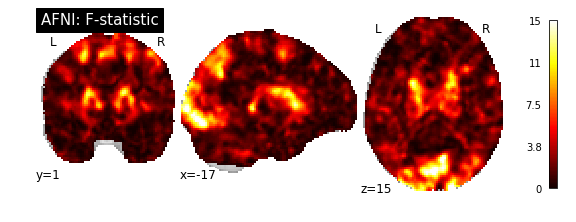 AFNI: F-statistic
L R
L R
15
11
7.5
3.8
0
y=1
x=-17
z=15